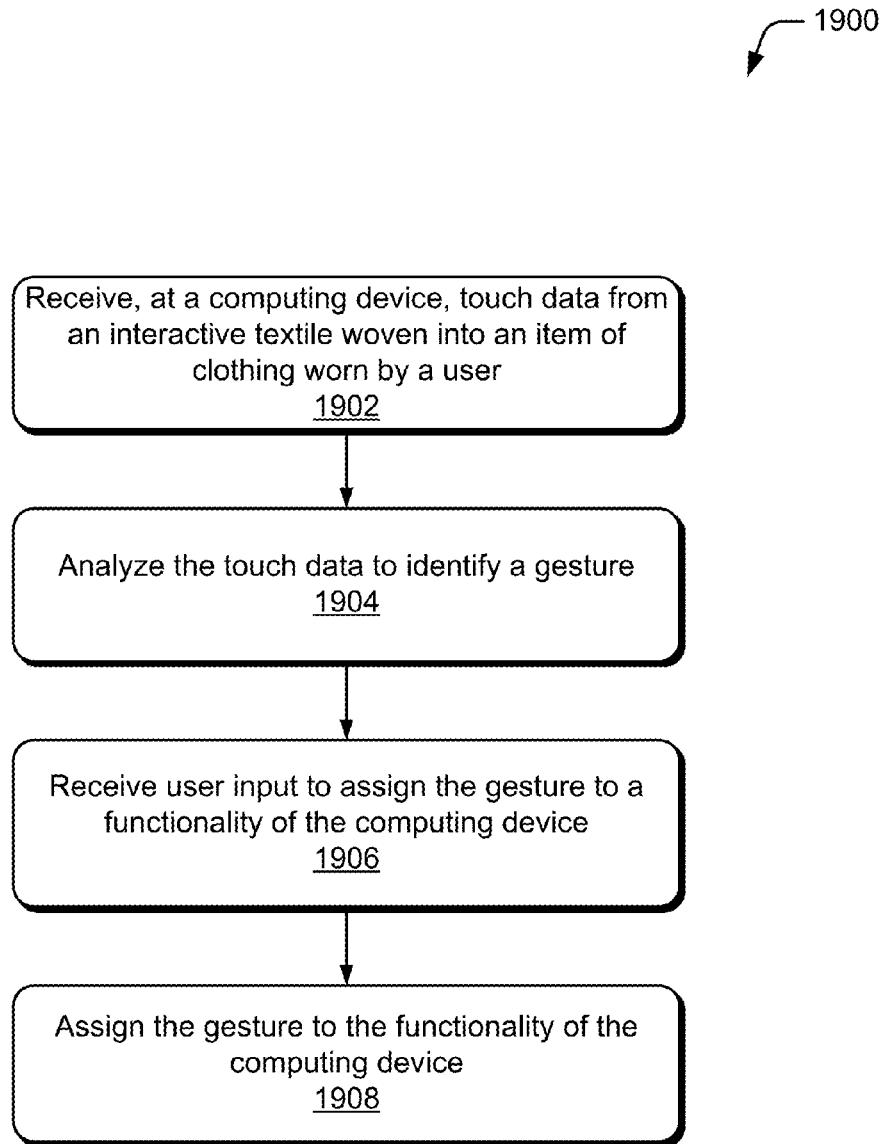 1900
Receive, at a computing device, touch data from
an interactive textile woven into an item of
clothing worn by a user
1902
Analyze the touch data to identify a gesture
1904
Receive user input to assign the gesture to a
functionality of the computing device
1906
Assign the gesture to the functionality of the
computing device
1908